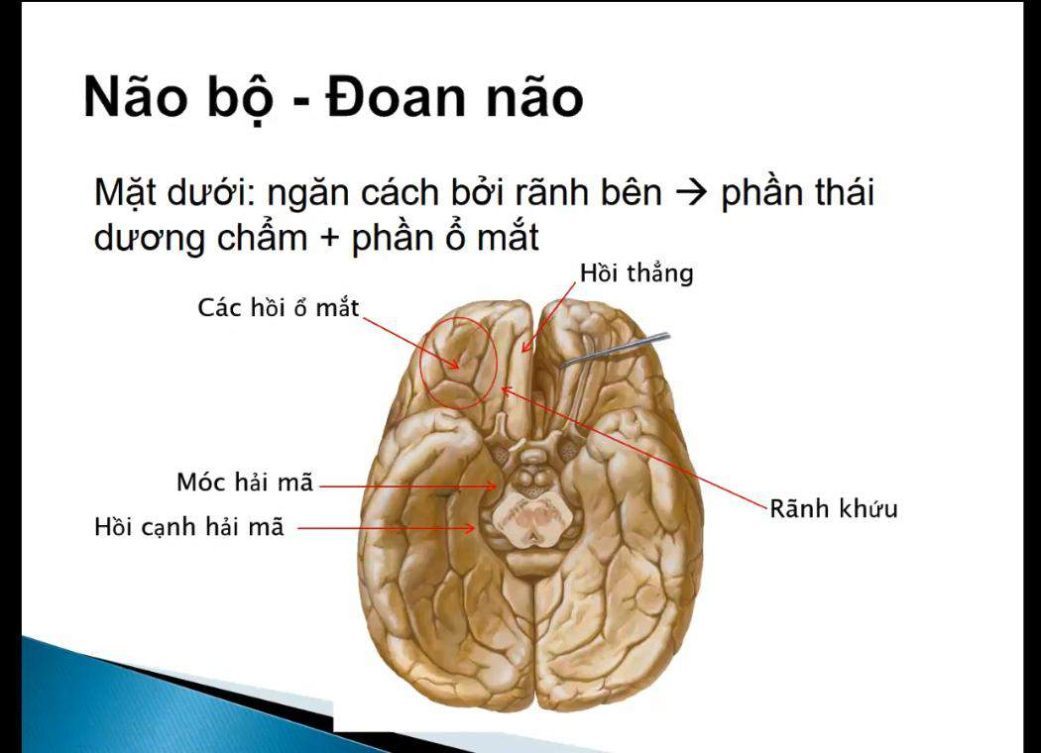 Não bộ - Đoan não
Mặt dưới: ngăn cách bởi rãnh bên → phần thái
dương chẩm + phần ổ mắt
Hồi thẳng
Các hồi ổ mắt
Móc hải mã
Rãnh khứu
Hồi cạnh hải mã